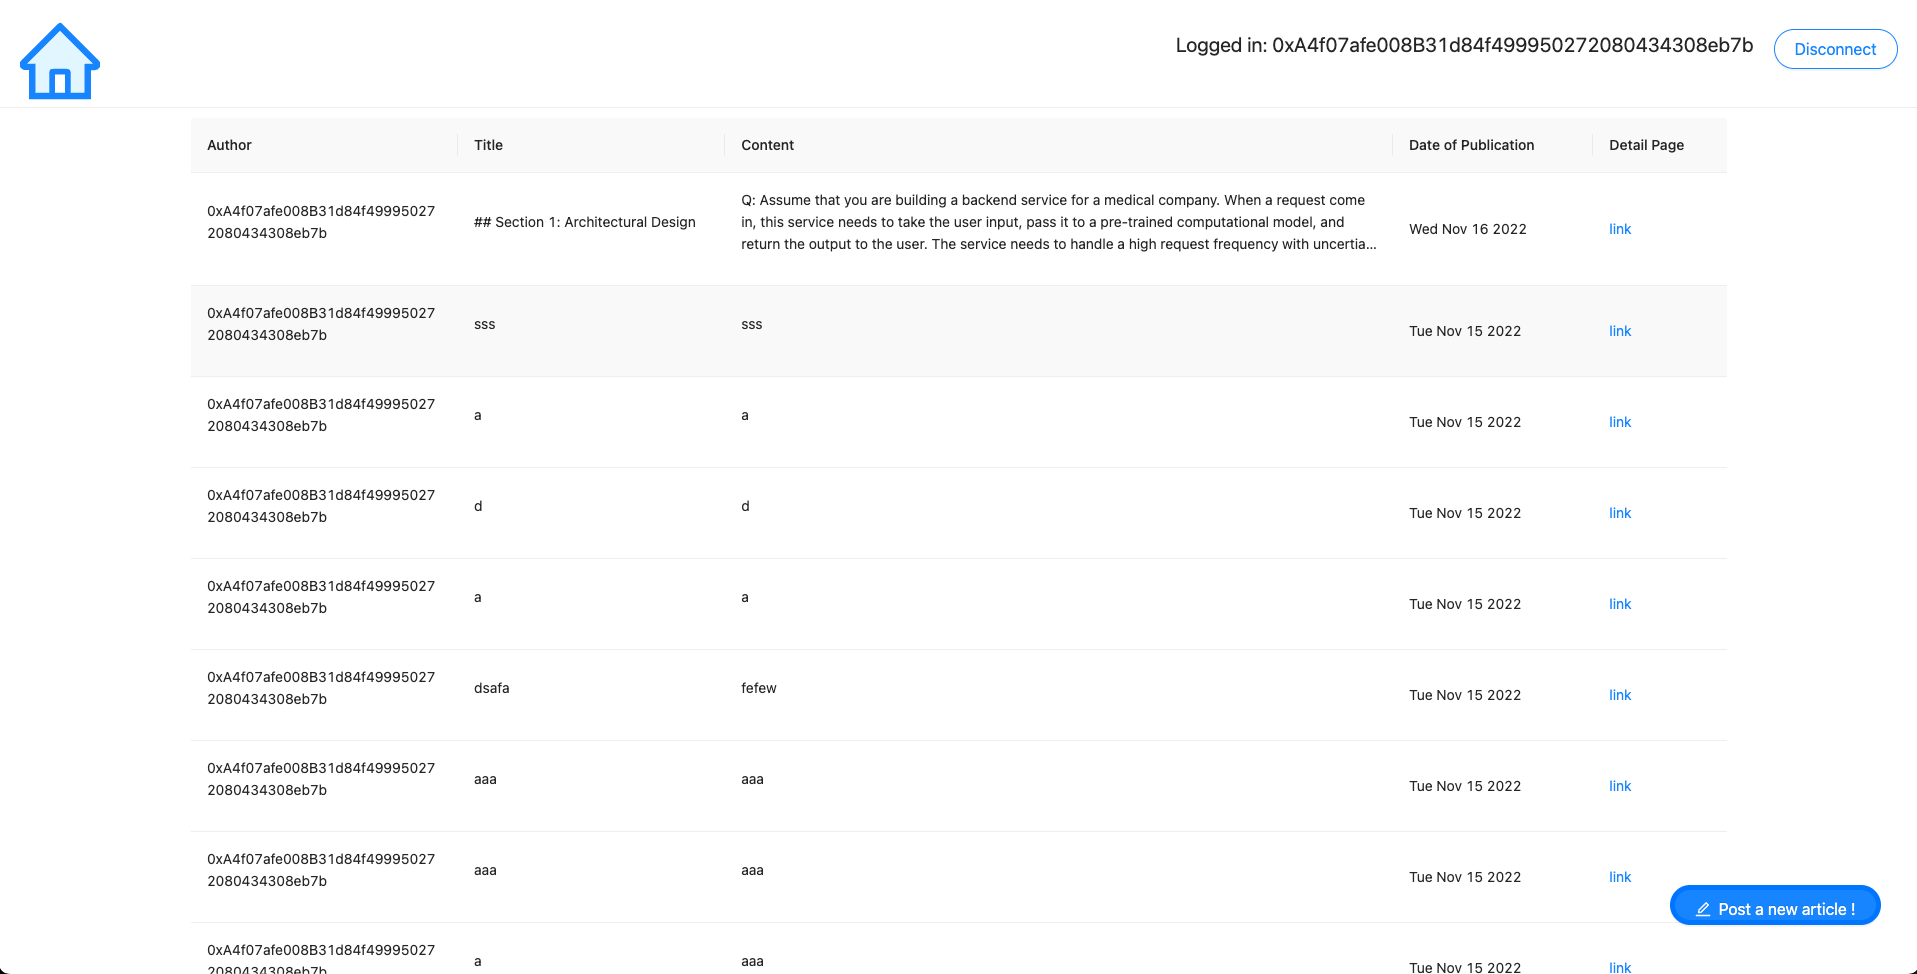 Logged in: 0xA4f07afe008B31d84f499950272080434308eb7b
Disconnect
Author Title Content Date of Publication Detail Page
Q: Assume that you are building a backend service for a medical company. When a request come
0xA4f07afe008B31d84f49995027
## Section 1: Architectural Design in, this service needs to take the user input, pass it to a pre-trained computational model, and
Wed Nov 16 2022 link
2080434308eb7b
return the output to the user. The service needs to handle a high request frequency with uncertia...
0xA4f07afe008B31d84f49995027
2080434308eb7b
sss sss Tue Nov 15 2022 link
0xA4f07afe008B31d84f49995027
2080434308eb7b
a a Tue Nov 15 2022 link
0xA4f07afe008B31d84f49995027
2080434308eb7b
d d Tue Nov 15 2022 link
0xA4f07afe008B31d84f49995027
2080434308eb7b
a a Tue Nov 15 2022 link
0xA4f07afe008B31d84f49995027
2080434308eb7b
dsafa fefew Tue Nov 15 2022 link
0xA4f07afe008B31d84f49995027
2080434308eb7b
aaa aaa Tue Nov 15 2022 link
0xA4f07afe008B31d84f49995027
2080434308eb7b
aaa aaa Tue Nov 15 2022 link
Post a new article !
0xA4f07afe008B31d84f49995027
2080434308eb7b
a aaa Tue Nov 15 2022 link